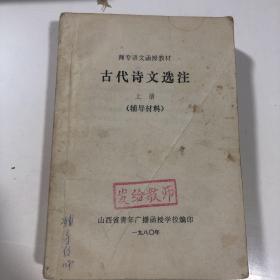 师专语文函授教材
古代诗文选注
上册
（辅导材料）
发给教师
山西省青年广播函授学校编印
一九八〇年